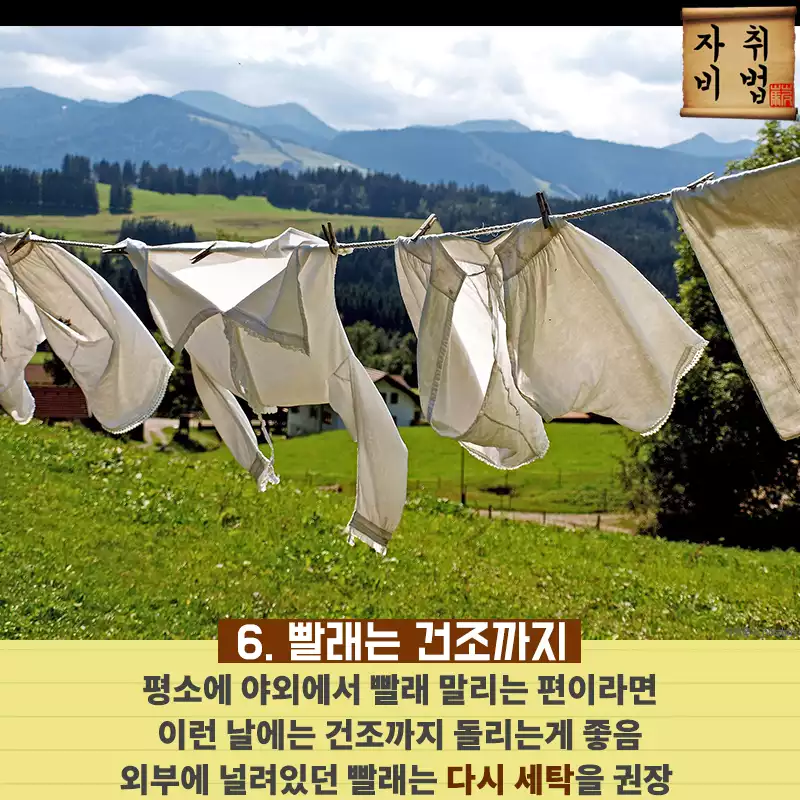 자취
비법
6. 빨래는 건조까지
평소에 야외에서 빨래 말리는 편이라면
이런 날에는 건조까지 돌리는게 좋음
외부에 널려있던 빨래는 다시 세탁을 권장